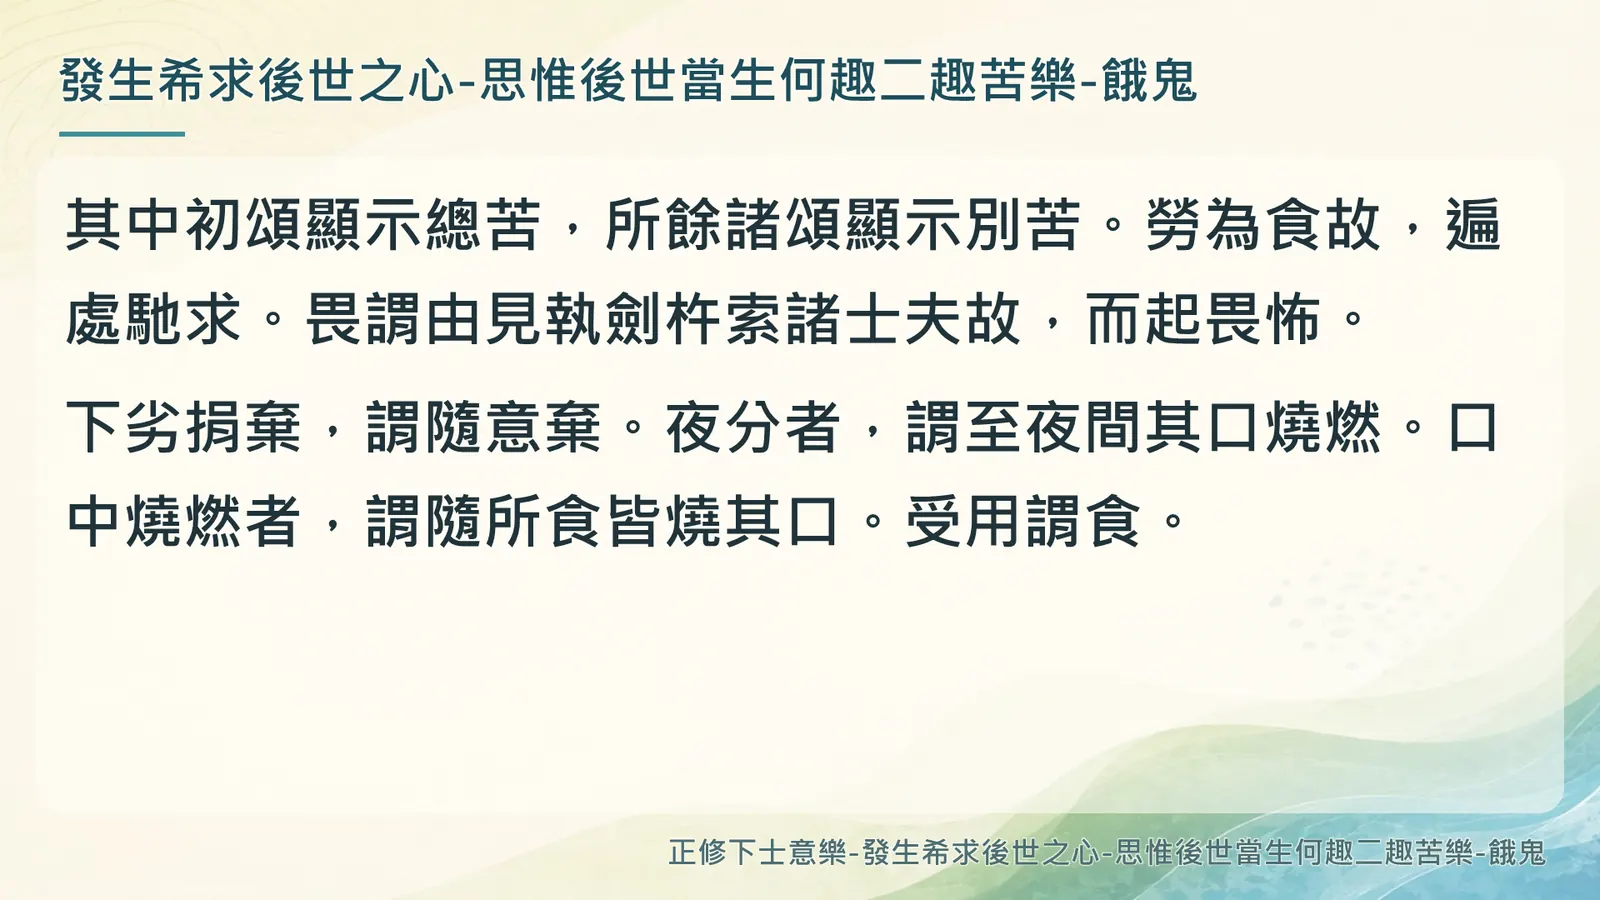 發生希求後世之心-思惟後世當生何趣二趣苦樂-餓鬼
其中初頌顯示總苦，所餘諸頌顯示別苦。勞為食故，遍
處馳求。畏謂由見執劍杵索諸士夫故，而起畏怖。
下劣捐棄，謂隨意棄。夜分者，謂至夜間其口燒燃。口
中燒燃者，謂隨所食皆燒其口。受用謂食。
正修下士意樂-發生希求後世之心-思惟後世當生何趣二趣苦樂-餓鬼